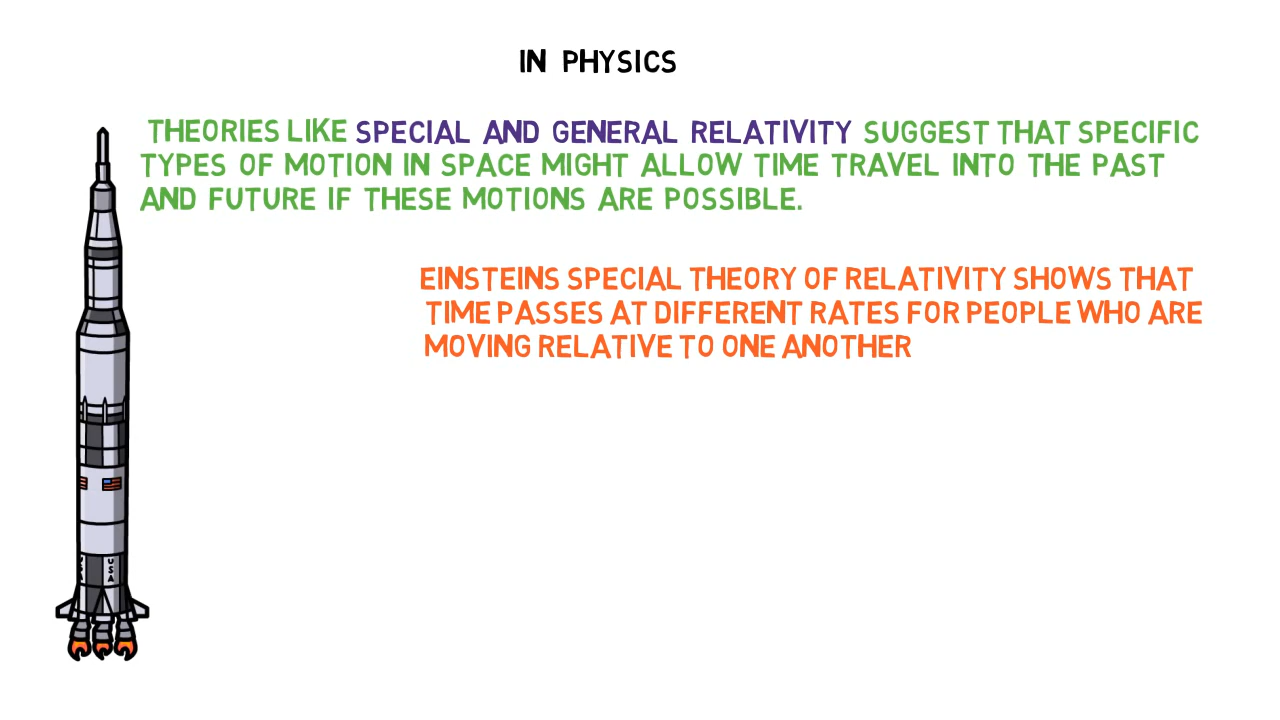 IN PHYSICS
THEORIES LIKE SPECIAL AND GENERAL RELATIVITY SUGGEST THAT SPECIFIC
TYPES OF MOTION IN SPACE MIGHT ALLOW TIME TRAVEL INTO THE PAST
AND FUTURE IF THESE MOTIONS ARE POSSIBLE.
EINSTEINS SPECIAL THEORY OF RELATIVITY SHOWS THAT
TIME PASSES AT DIFFERENT RATES FOR PEOPLE WHO ARE
MOVING RELATIVE TO ONE ANOTHER
USA